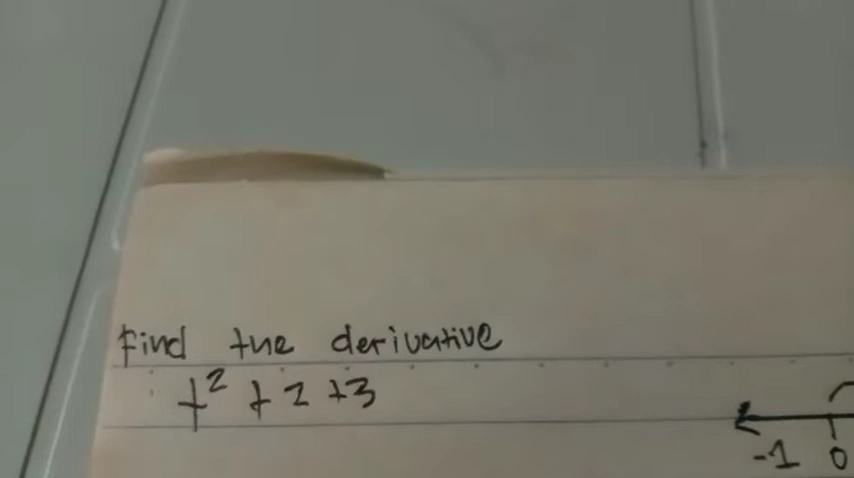 Find the derivative
t² + 2 + 3
-1 0